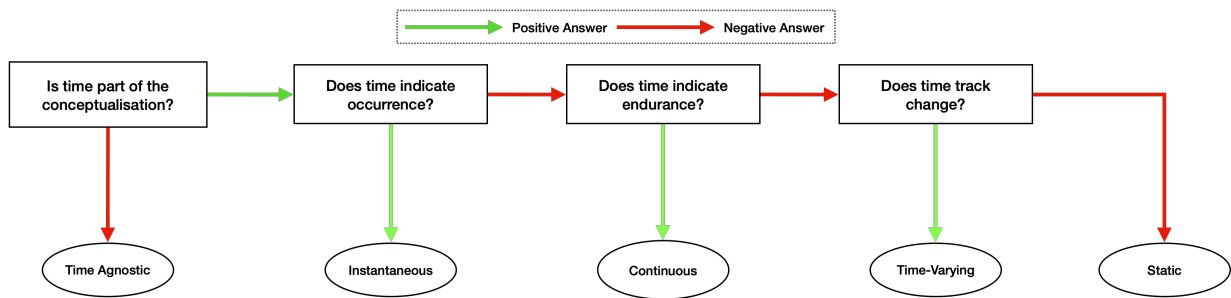 Positive Answer
Negative Answer
Is time part of the
conceptualisation?
Does time indicate
occurrence?
Does time indicate
endurance?
Does time track
change?
Time Agnostic
Instantaneous
Continuous
Time-Varying
Static